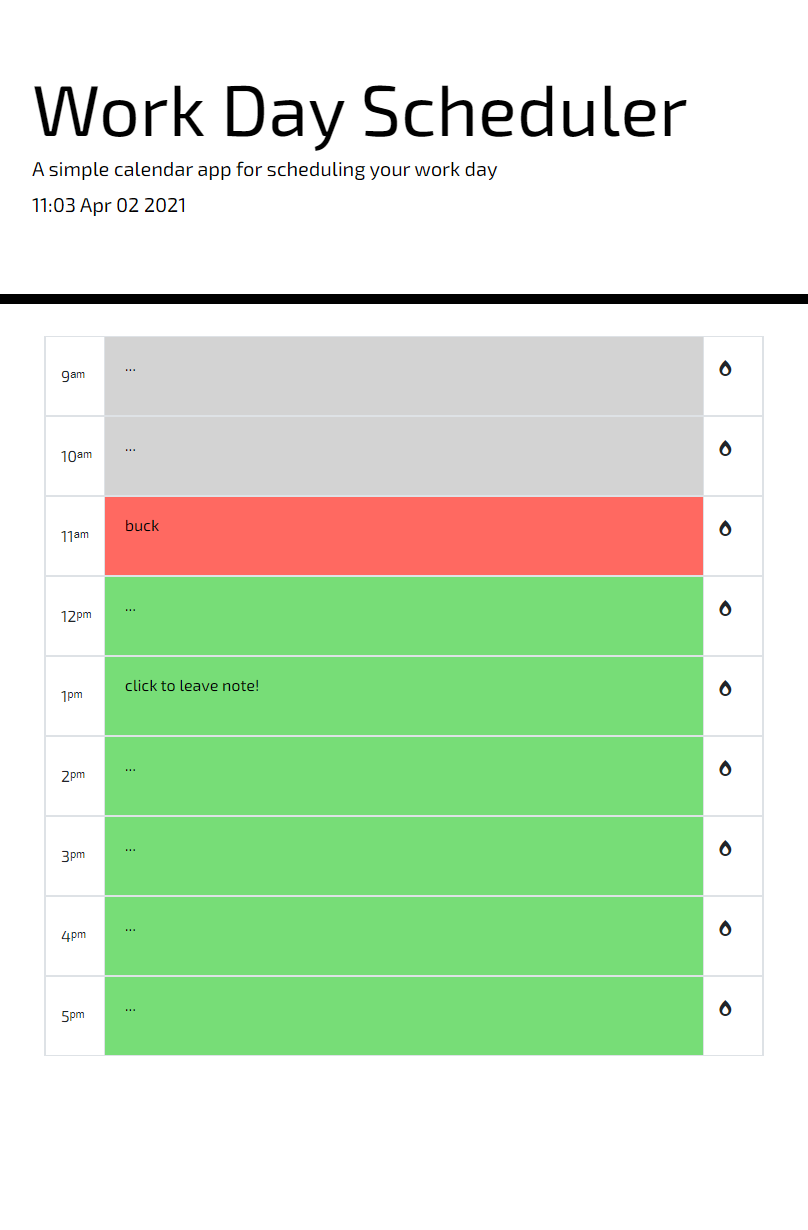 Work Day Scheduler
A simple calendar app for scheduling your work day
11:03 Apr 02 2021
9am ...
10am ...
11am buck
12pm ...
1pm click to leave note!
2pm ...
3pm ...
4pm ...
5pm ...